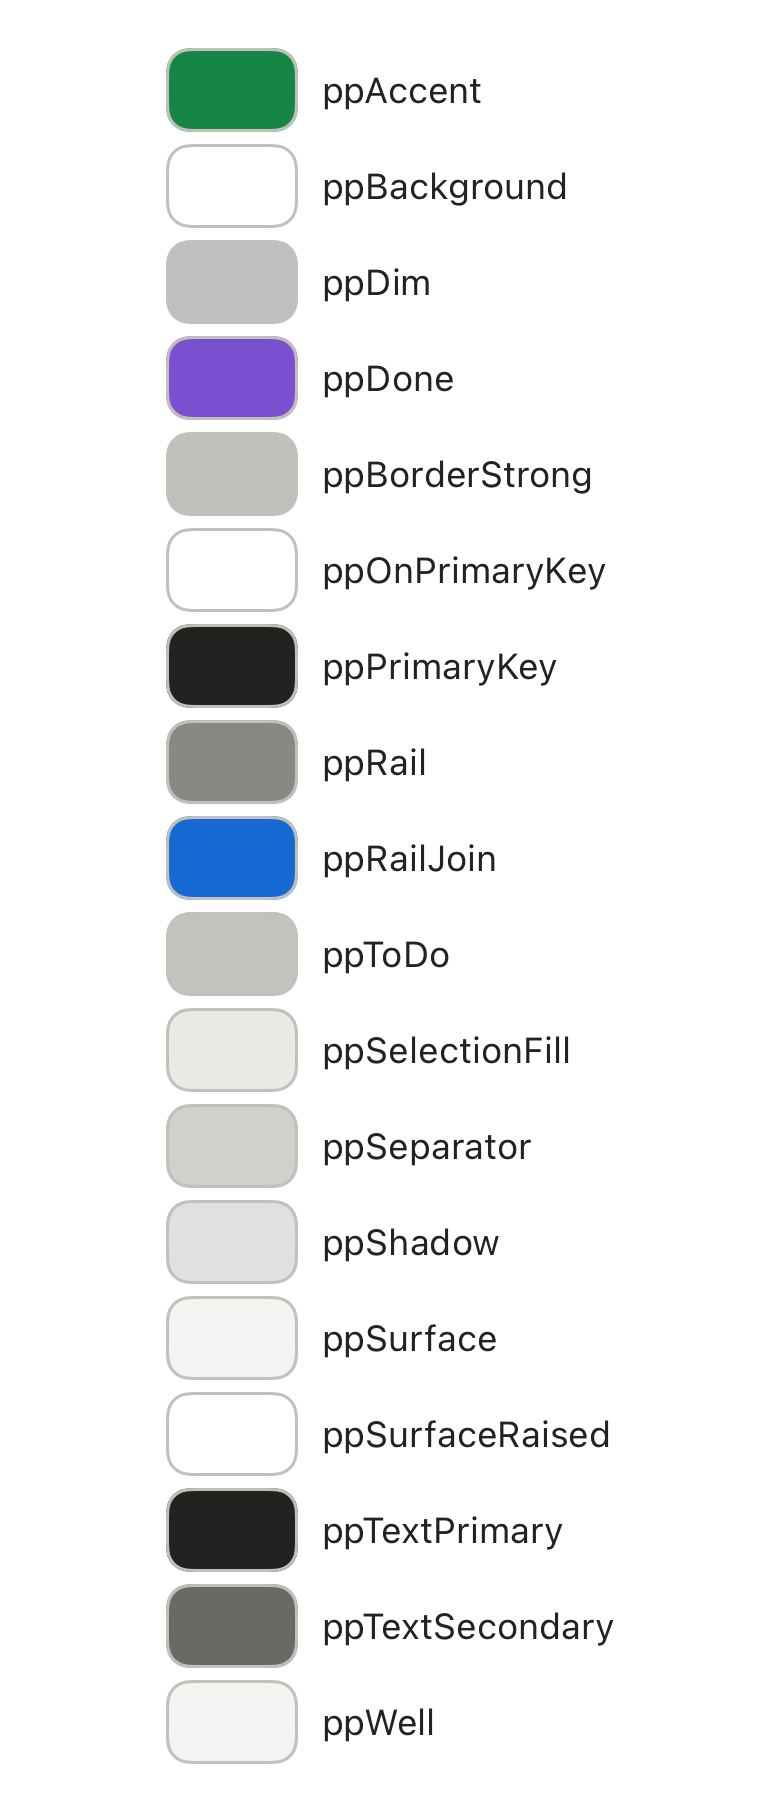 ppAccent
ppBackground
ppDim
ppDone
ppBorderStrong
ppOnPrimaryKey
ppPrimaryKey
ppRail
ppRailJoin
ppToDo
ppSelectionFill
ppSeparator
ppShadow
ppSurface
ppSurfaceRaised
ppTextPrimary
ppTextSecondary
ppWell